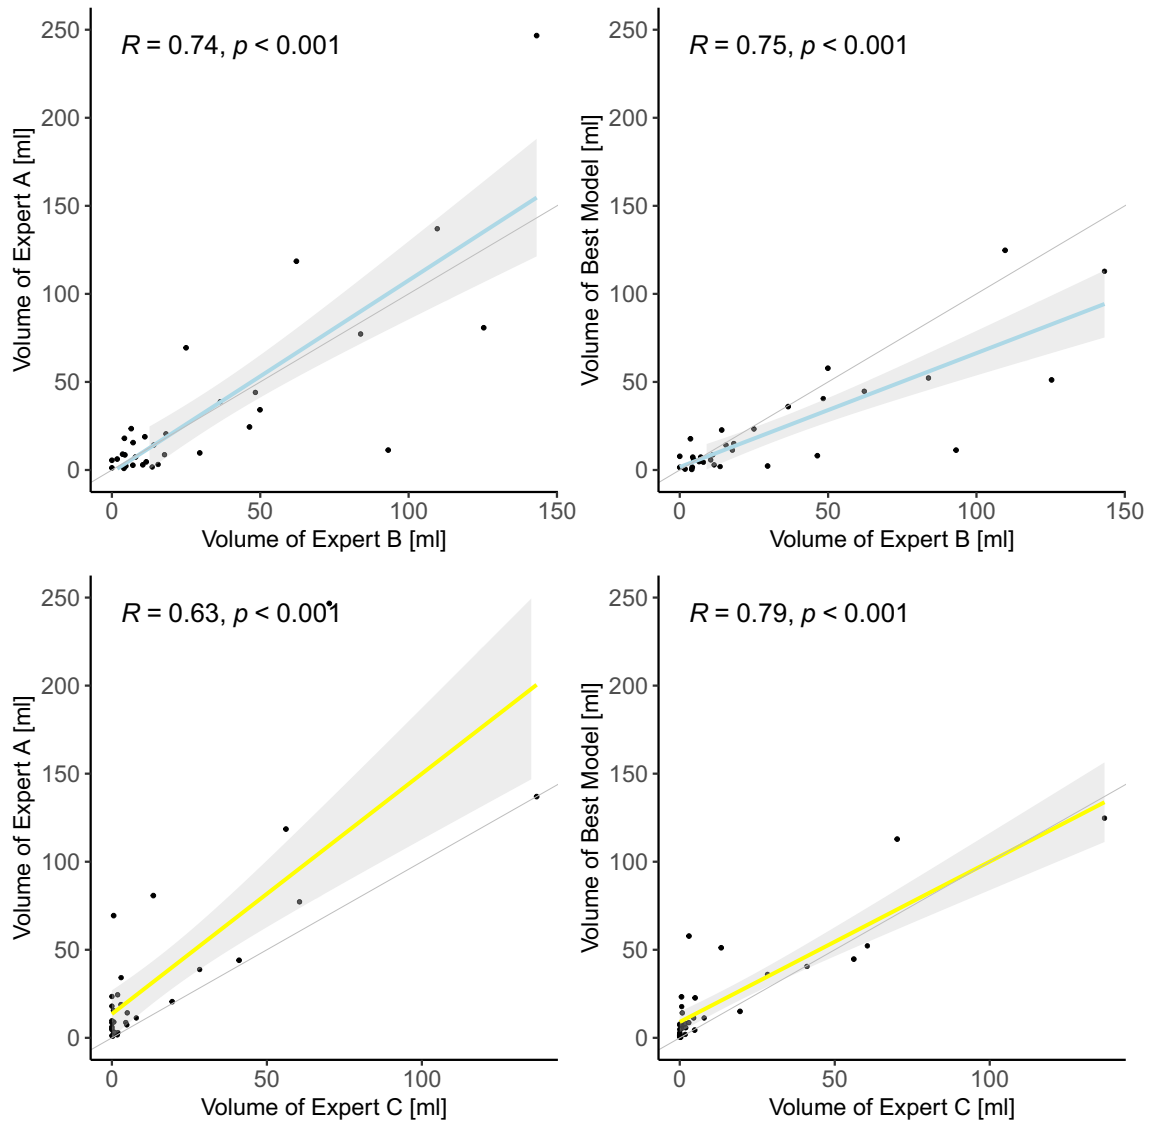 R = 0.74, p < 0.001
250
200
150
100
50
0
Volume of Expert A [ml]
0 50 100 150
Volume of Expert B [ml]
R = 0.75, p < 0.001
250
200
150
100
50
0
Volume of Best Model [ml]
0 50 100 150
Volume of Expert B [ml]
R = 0.63, p < 0.001
250
200
150
100
50
0
Volume of Expert A [ml]
0 50 100
Volume of Expert C [ml]
R = 0.79, p < 0.001
250
200
150
100
50
0
Volume of Best Model [ml]
0 50 100
Volume of Expert C [ml]